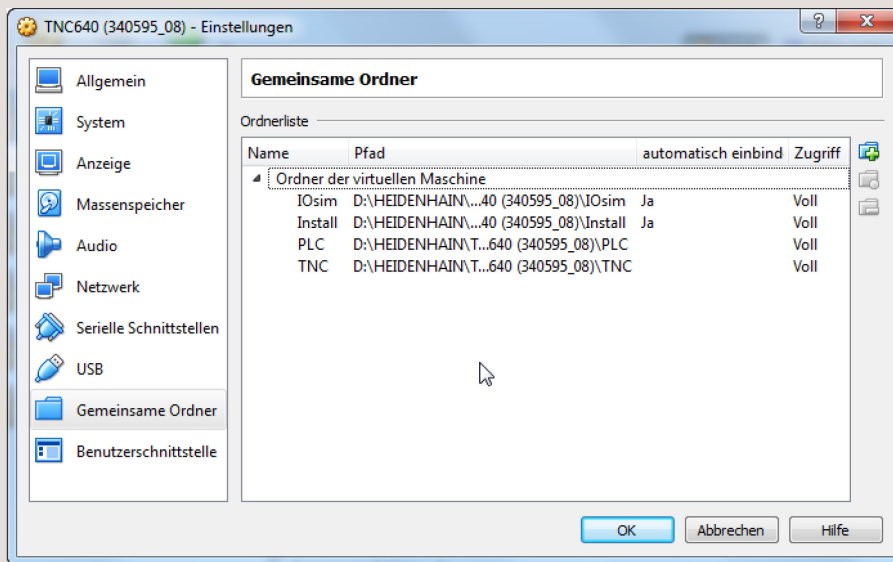 TNC640 (340595_08) - Einstellungen
?
X
Allgemein
System
Anzeige
Massenspeicher
Audio
Netzwerk
Serielle Schnittstellen
USB
Gemeinsame Ordner
Benutzerschnittstelle
Gemeinsame Ordner
Ordnerliste
Name Pfad automatisch einbind Zugriff
Ordner der virtuellen Maschine
IOsim D:\HEIDENHAIN\...40 (340595_08)\IOsim Ja Voll
Install D:\HEIDENHAIN\...40 (340595_08)\Install Ja Voll
PLC D:\HEIDENHAIN\T...640 (340595_08)\PLC Voll
TNC D:\HEIDENHAIN\T...640 (340595_08)\TNC Voll
OK Abbrechen Hilfe